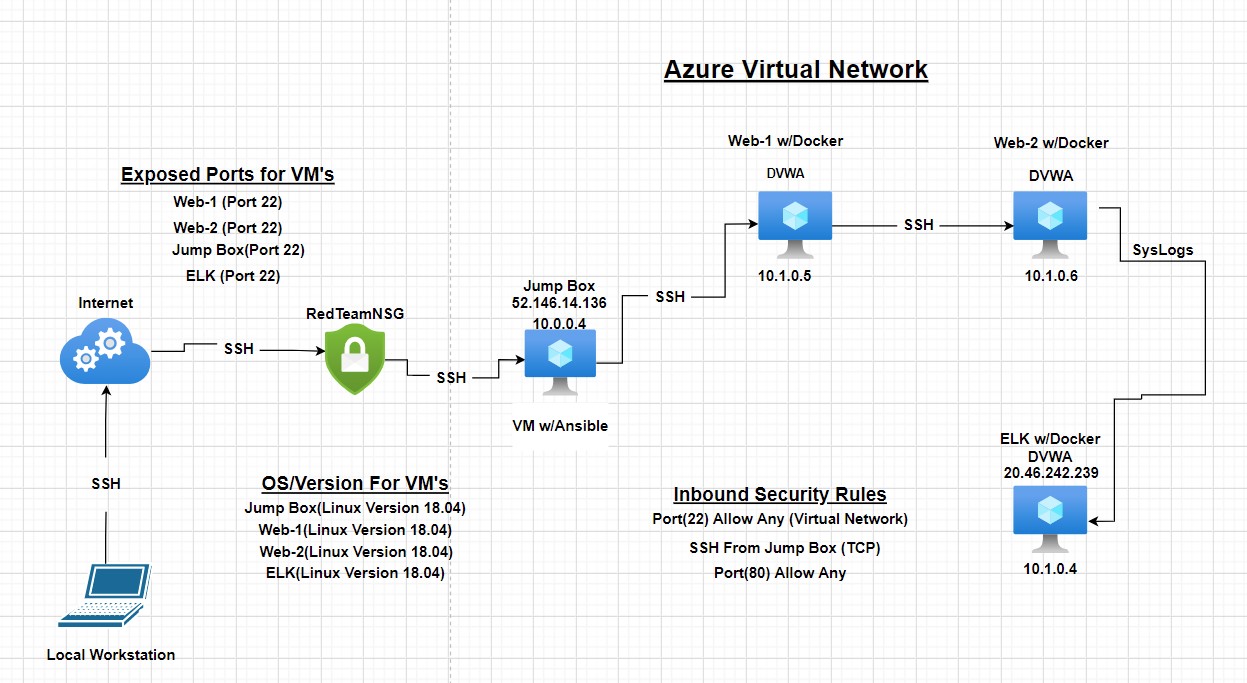 Azure Virtual Network
Web-1 w/Docker
DVWA
10.1.0.5
SSH
Web-2 w/Docker
DVWA
10.1.0.6
SysLogs
Exposed Ports for VM's
Web-1 (Port 22)
Web-2 (Port 22)
Jump Box(Port 22)
ELK (Port 22)
Internet
SSH
RedTeamNSG
SSH
Jump Box
52.146.14.136
10.0.0.4
VM w/Ansible
SSH
SSH
Local Workstation
OS/Version For VM's
Jump Box(Linux Version 18.04)
Web-1(Linux Version 18.04)
Web-2(Linux Version 18.04)
ELK(Linux Version 18.04)
Inbound Security Rules
Port(22) Allow Any (Virtual Network)
SSH From Jump Box (TCP)
Port(80) Allow Any
ELK w/Docker
DVWA
20.46.242.239
10.1.0.4